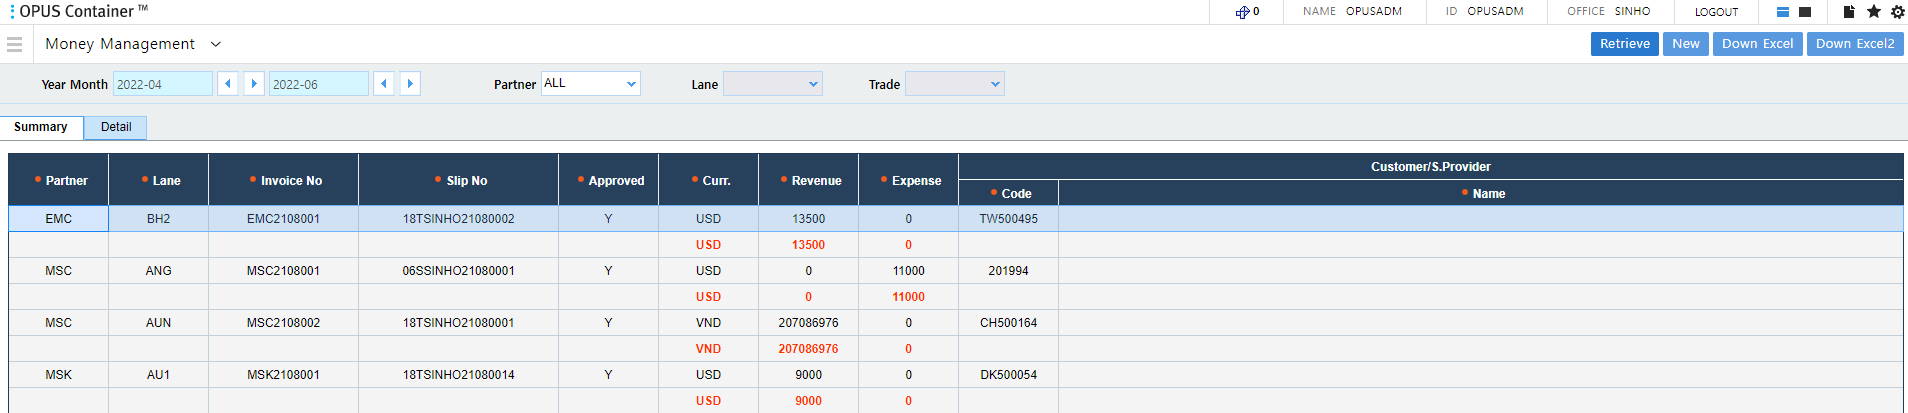 OPUS Container ™
0 NAME OPUSADM ID OPUSADM OFFICE SINHO LOGOUT
Money Management
Retrieve New Down Excel Down Excel2
Year Month 2022-04 2022-06 Partner ALL Lane Trade
Summary Detail
Partner Lane Invoice No Slip No Approved Curr. Revenue Expense Customer/S.Provider
Code Name
EMC BH2 EMC2108001 18TSINHO21080002 Y USD 13500 0 TW500495
USD 13500 0
MSC ANG MSC2108001 06SSINHO21080001 Y USD 0 11000 201994
USD 0 11000
MSC AUN MSC2108002 18TSINHO21080001 Y VND 207086976 0 CH500164
VND 207086976 0
MSK AU1 MSK2108001 18TSINHO21080014 Y USD 9000 0 DK500054
USD 9000 0